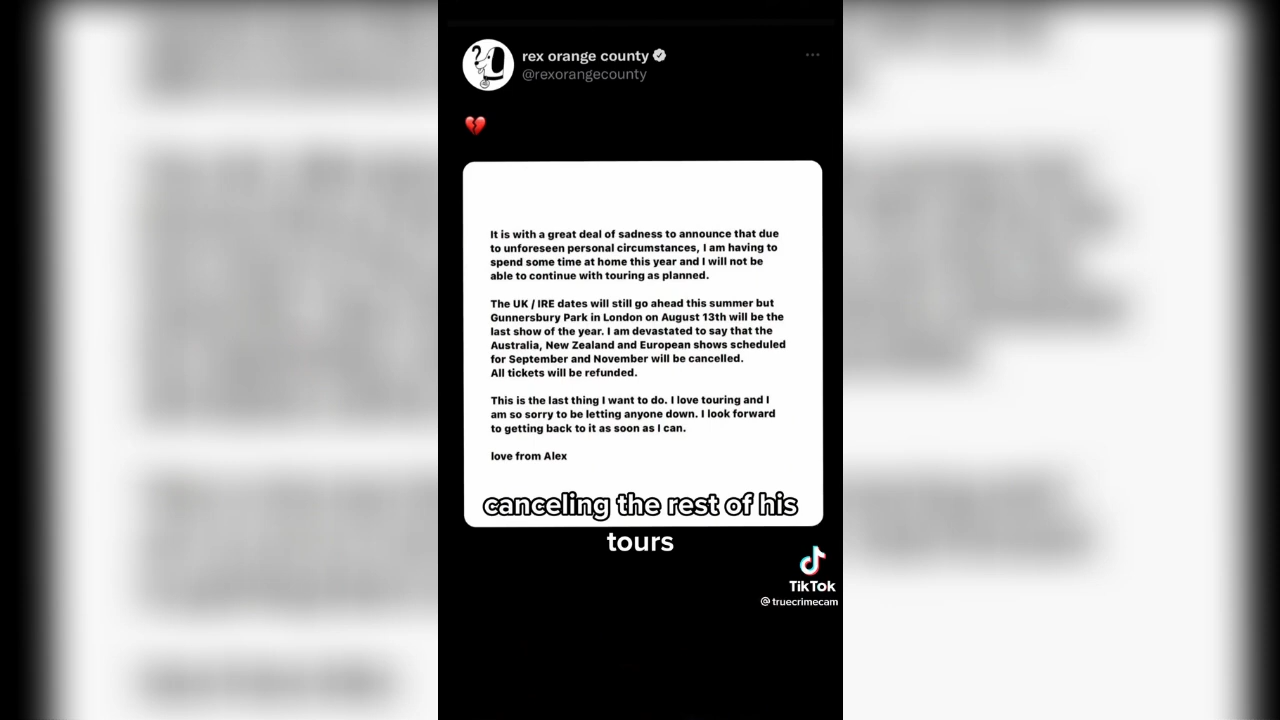 rex orange county
@rexorangecounty
💔
It is with a great deal of sadness to announce that due
to unforeseen personal circumstances, I am having to
spend some time at home this year and I will not be
able to continue with touring as planned.
The UK / IRE dates will still go ahead this summer but
Gunnersbury Park in London on August 13th will be the
last show of the year. I am devastated to say that the
Australia, New Zealand and European shows scheduled
for September and November will be cancelled.
All tickets will be refunded.
This is the last thing I want to do. I love touring and I
am so sorry to be letting anyone down. I look forward
to getting back to it as soon as I can.
love from Alex
canceling the rest of his
tours
TikTok
@truecrimecam